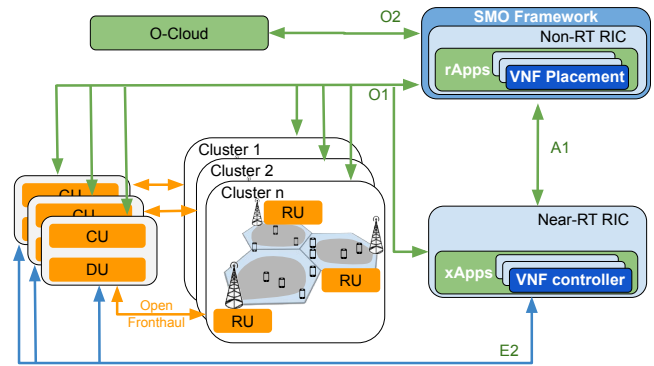 O2
SMO Framework
O-Cloud
Non-RT RIC
rApps
VNF Placement
O1
A1
Cluster 1
Cluster 2
Cluster n
CU
CU
CU
DU
RU
RU
RU
Near-RT RIC
xApps
VNF controller
Open
Fronthaul
E2